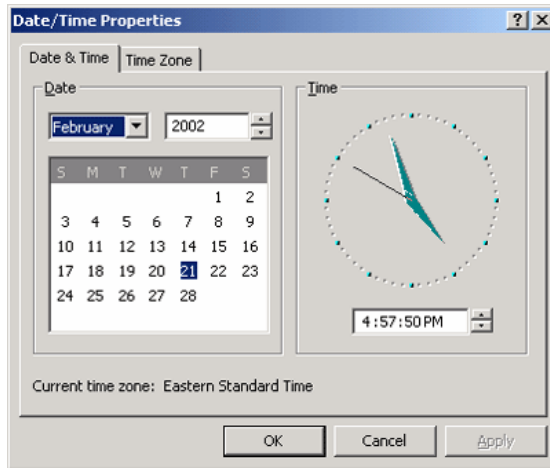 Date/Time Properties
Date & Time Time Zone
Date
February 2002
S M T W T F S
1 2
3 4 5 6 7 8 9
10 11 12 13 14 15 16
17 18 19 20 21 22 23
24 25 26 27 28
Time
4:57:50 PM
Current time zone: Eastern Standard Time
OK Cancel Apply